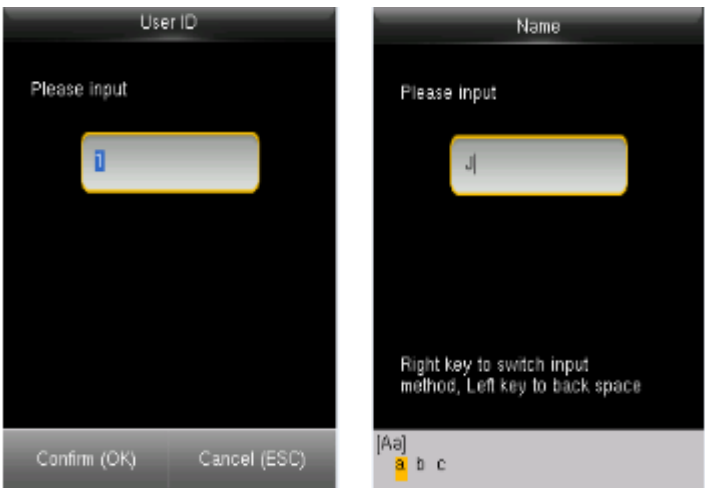 User ID
Please input
1
Confirm (OK) Cancel (ESC)
Name
Please input
J
Right key to switch input
method, Left key to back space
[Aa]
a b c